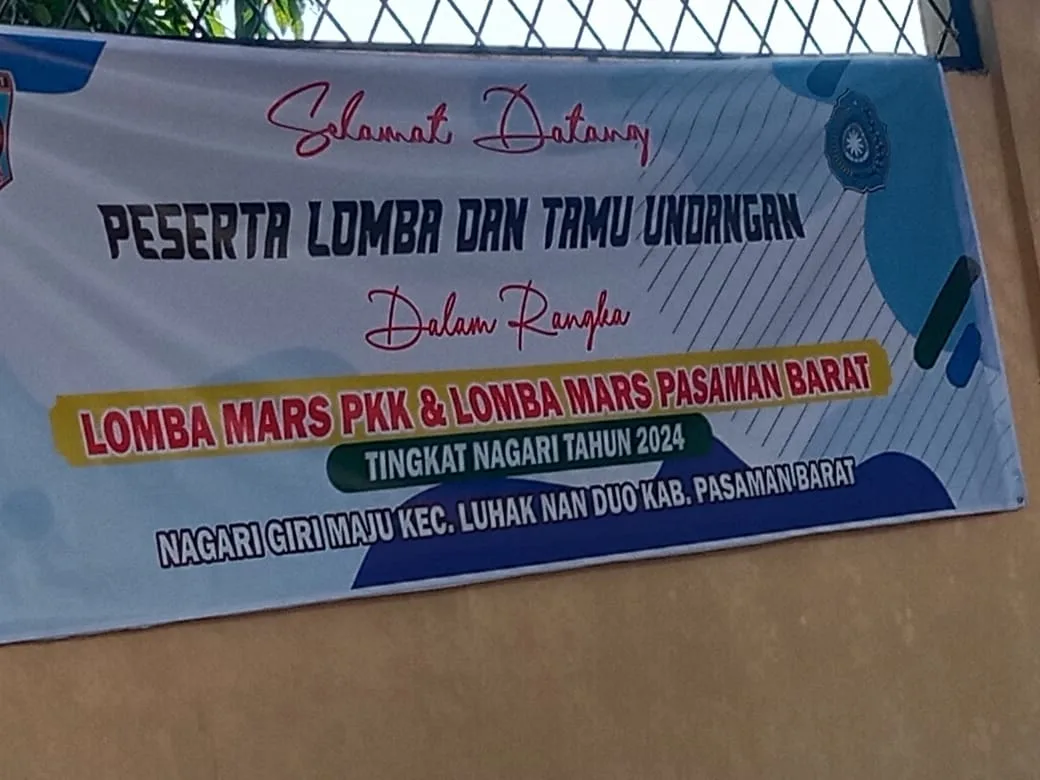 Selamat Datang
PESERTA LOMBA DAN TAMU UNDANGAN
Dalam Rangka
LOMBA MARS PKK & LOMBA MARS PASAMAN BARAT
TINGKAT NAGARI TAHUN 2024
NAGARI GIRI MAJU KEC. LUHAK NAN DUO KAB. PASAMAN BARAT